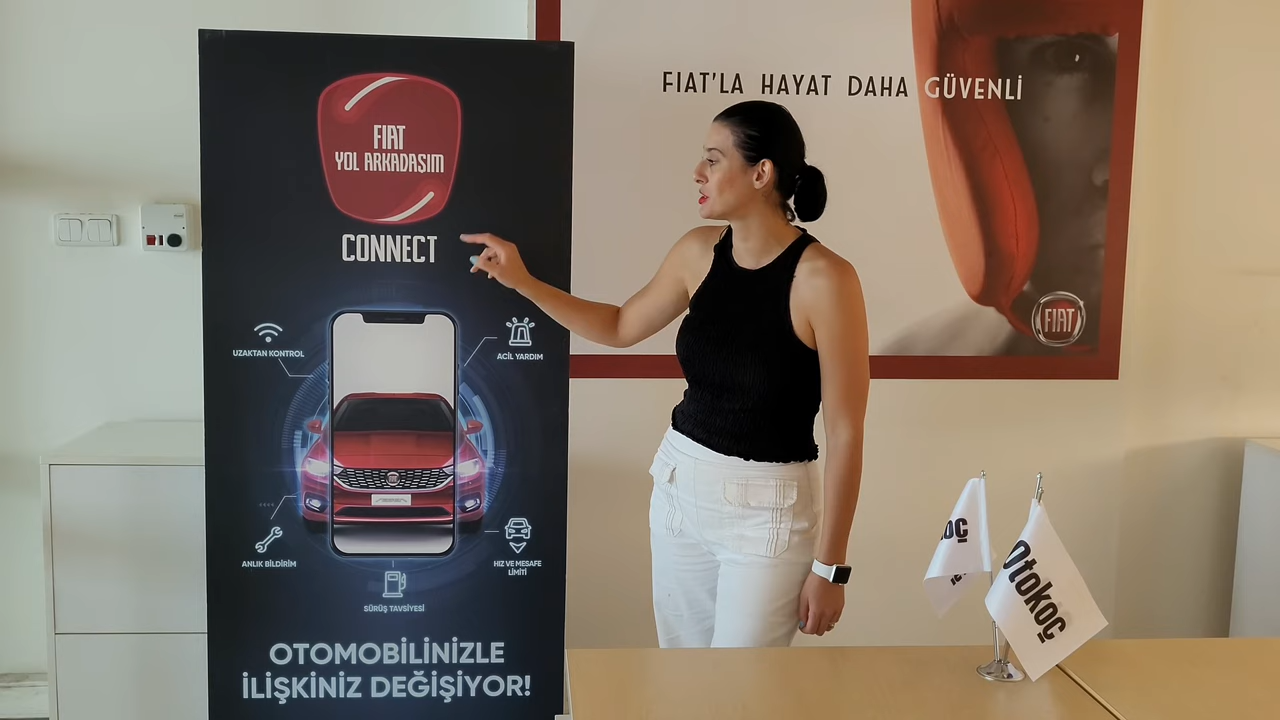 FIAT
YOL ARKADAŞIM
CONNECT
UZAKTAN KONTROL
ACİL YARDIM
ANLIK BİLDİRİM
HIZ VE MESAFE
LİMİTİ
SÜRÜŞ TAVSİYESİ
OTOMOBİLİNİZLE
İLİŞKİNİZ DEĞİŞİYOR!
FIAT'LA HAYAT DAHA GÜVENLİ
FIAT
Otokoç